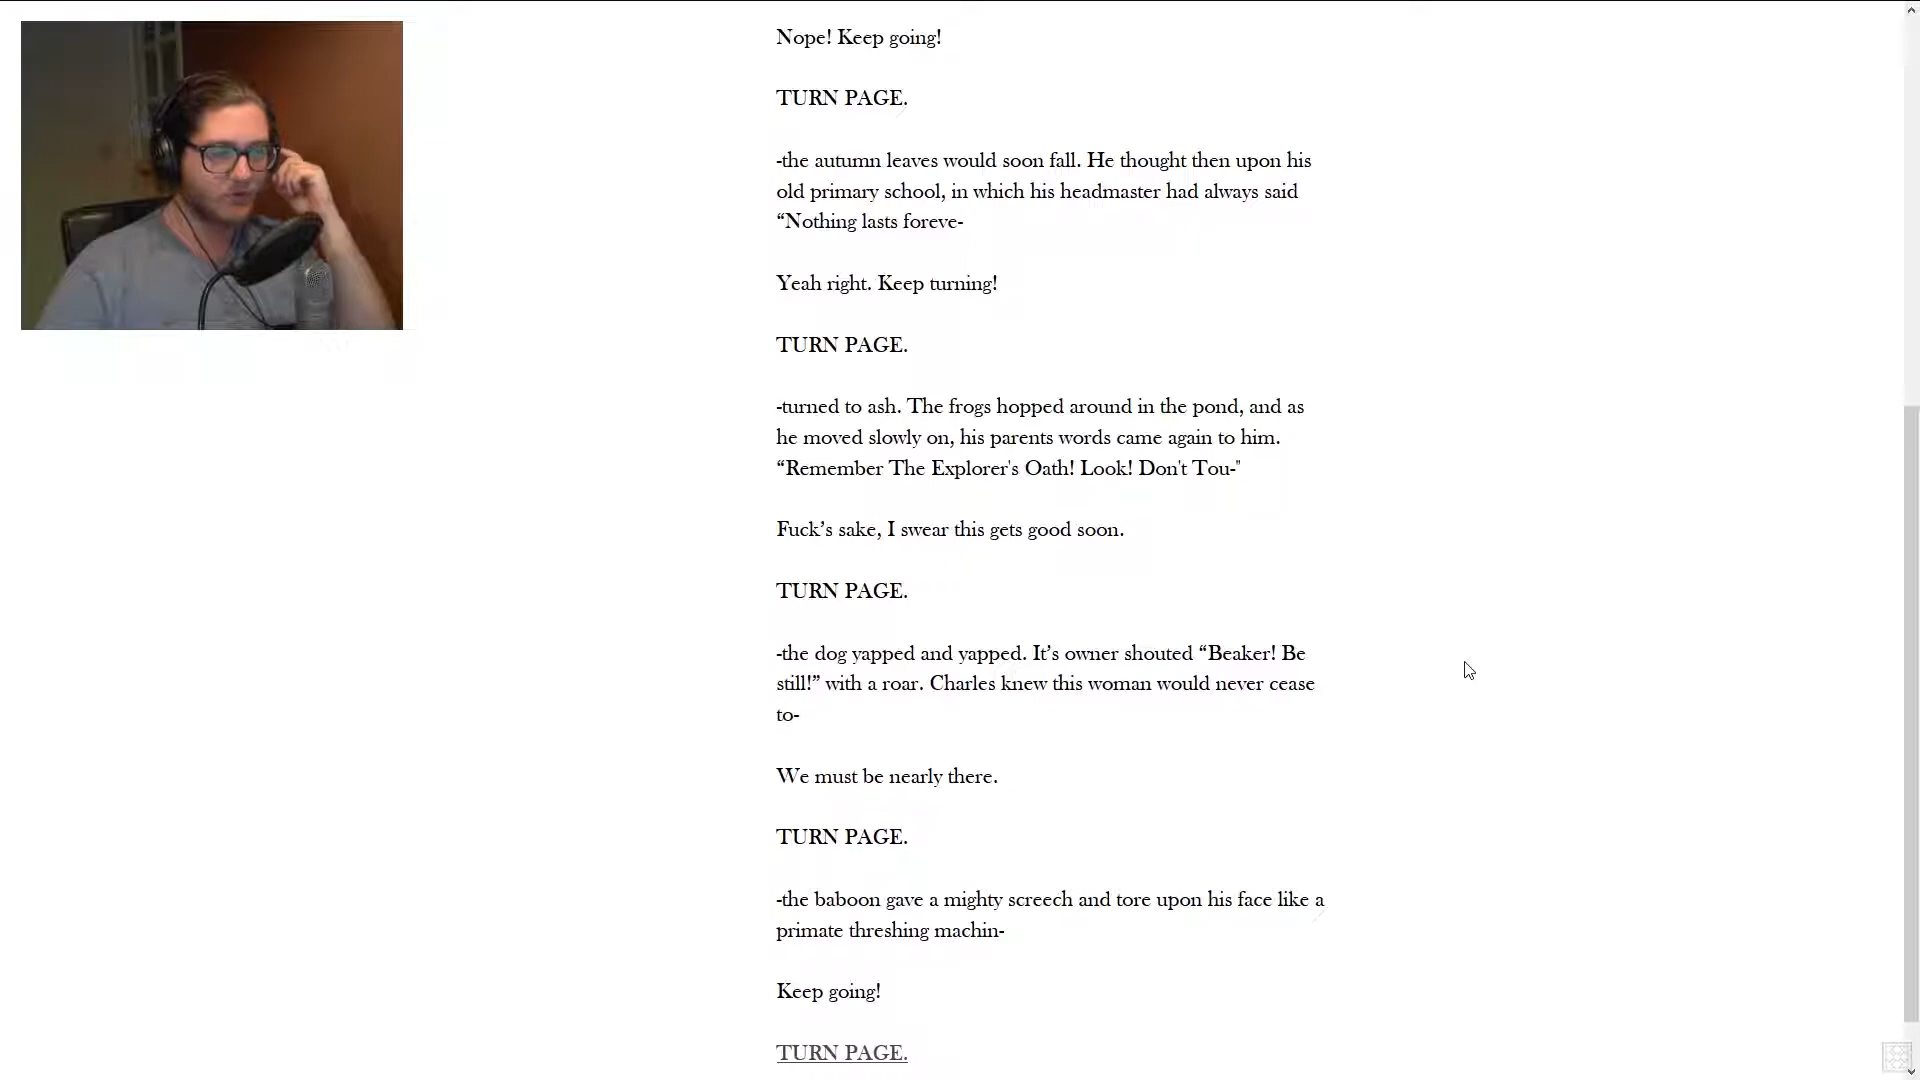 Nope! Keep going!
TURN PAGE.
-the autumn leaves would soon fall. He thought then upon his
old primary school, in which his headmaster had always said
“Nothing lasts foreve-
Yeah right. Keep turning!
TURN PAGE.
-turned to ash. The frogs hopped around in the pond, and as
he moved slowly on, his parents words came again to him.
“Remember The Explorer's Oath! Look! Don't Tou-"
Fuck’s sake, I swear this gets good soon.
TURN PAGE.
-the dog yapped and yapped. It’s owner shouted “Beaker! Be
still!” with a roar. Charles knew this woman would never cease
to-
We must be nearly there.
TURN PAGE.
-the baboon gave a mighty screech and tore upon his face like a
primate threshing machin-
Keep going!
TURN PAGE.